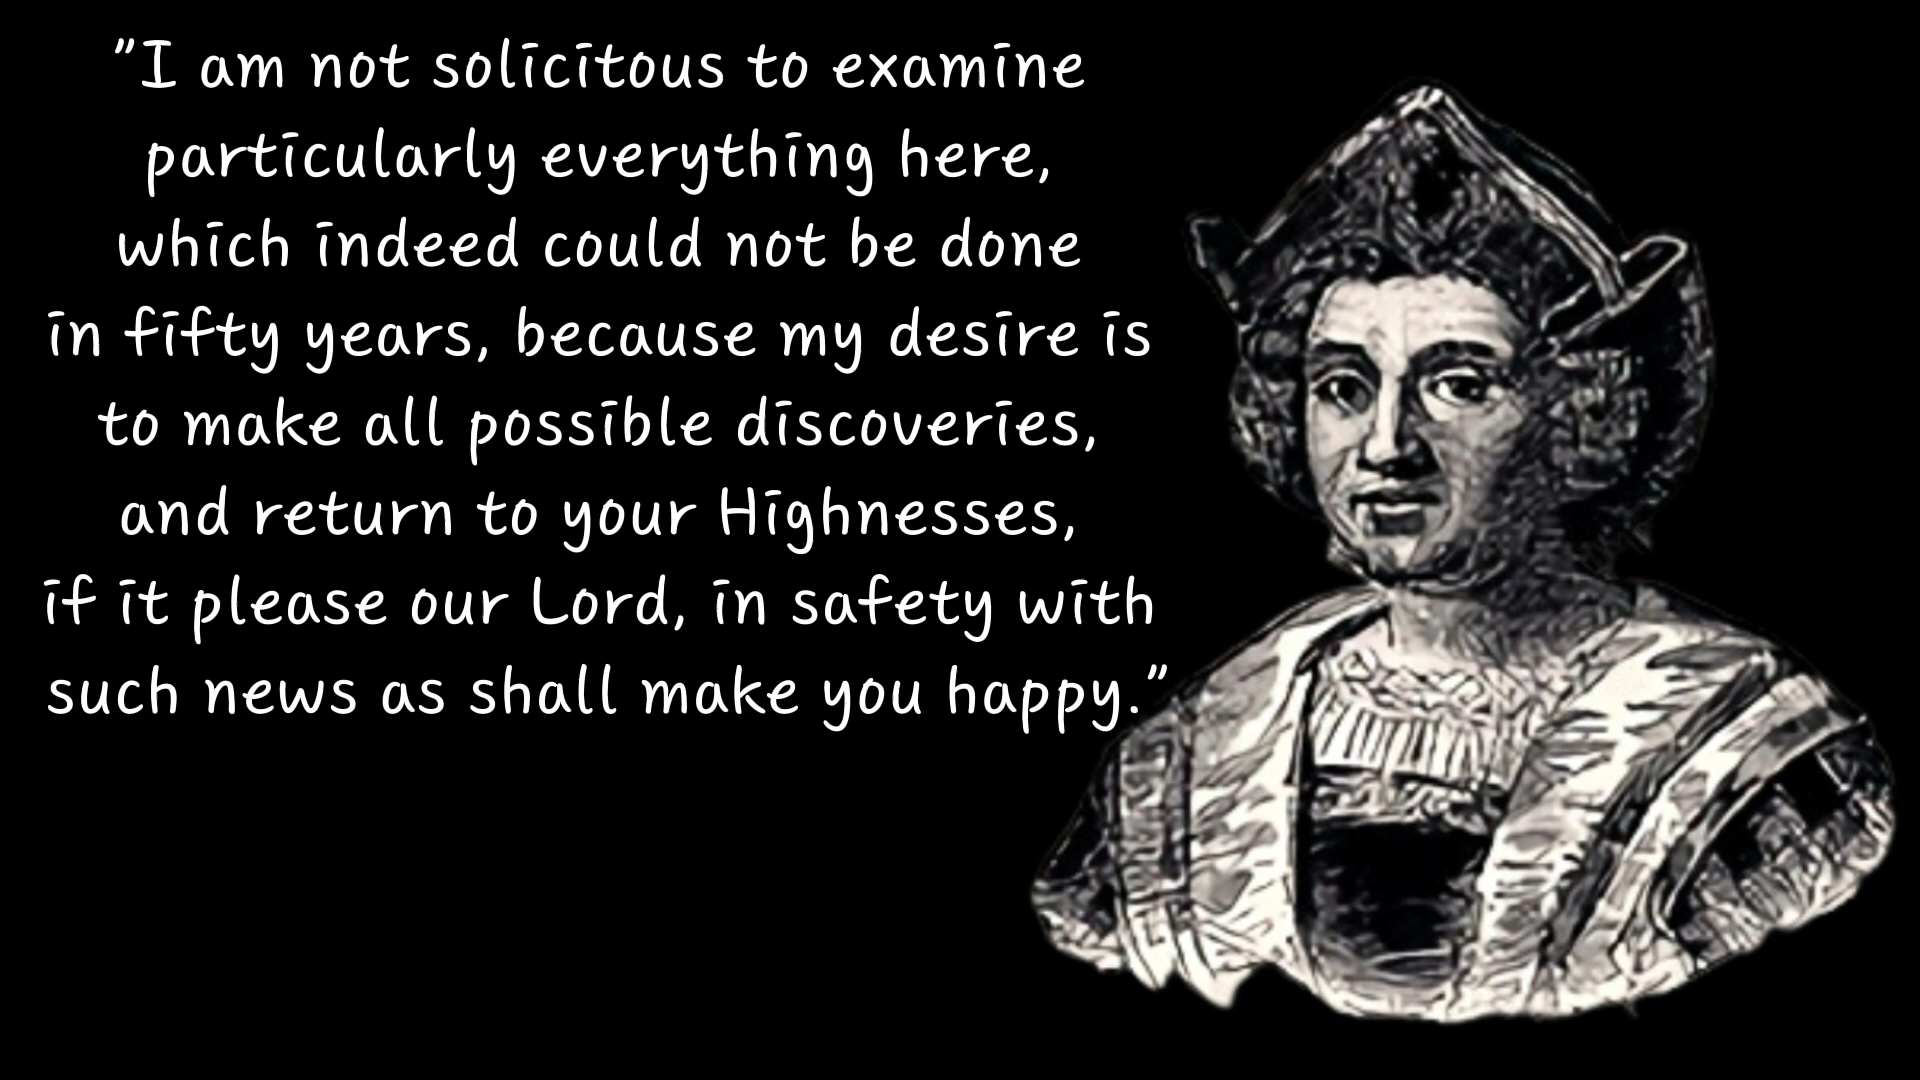 "I am not solicitous to examine
particularly everything here,
which indeed could not be done
in fifty years, because my desire is
to make all possible discoveries,
and return to your Highnesses,
if it please our Lord, in safety with
such news as shall make you happy."